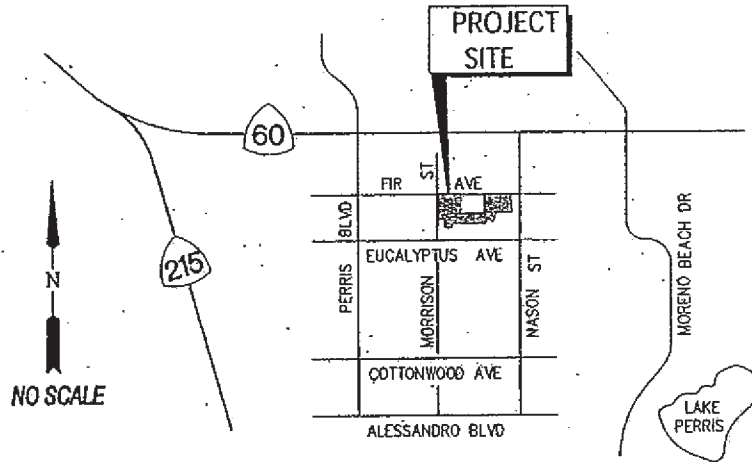 PROJECT
SITE
60
ST
FIR AVE
BLVD
215
N
EUCALYPTUS AVE
PERRIS
MORRISON
NASON ST
MORENO BEACH DR
NO SCALE
COTTONWOOD AVE
LAKE
PERRIS
ALESSANDRO BLVD